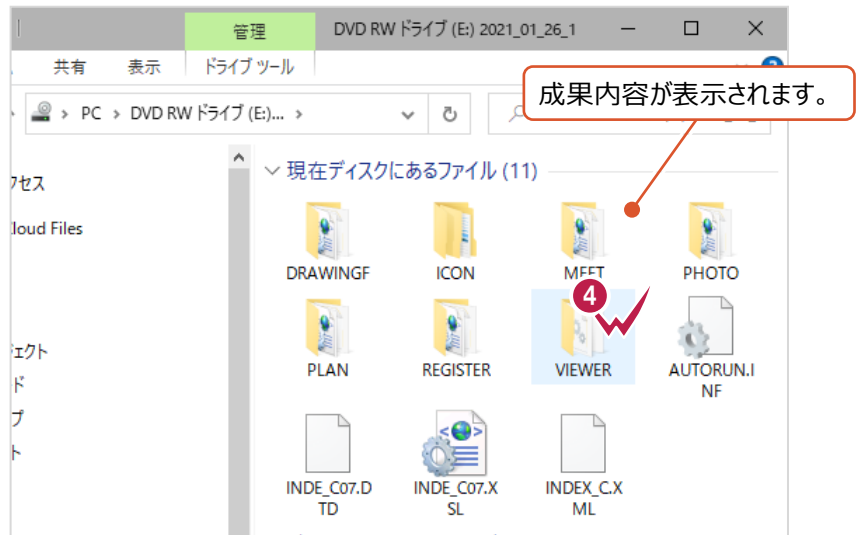 管理
DVD RW ドライブ (E:) 2021_01_26_1
共有
表示
ドライブ ツール
成果内容が表示されます。
PC > DVD RW ドライブ (E:)... >
現在ディスクにあるファイル (11)
クセス
loud Files
ェクト
ド
プ
ト
DRAWINGF
ICON
MEET
PHOTO
4
PLAN
REGISTER
VIEWER
AUTORUN.I
NF
INDE_C07.D
TD
INDE_C07.X
SL
INDEX_C.X
ML